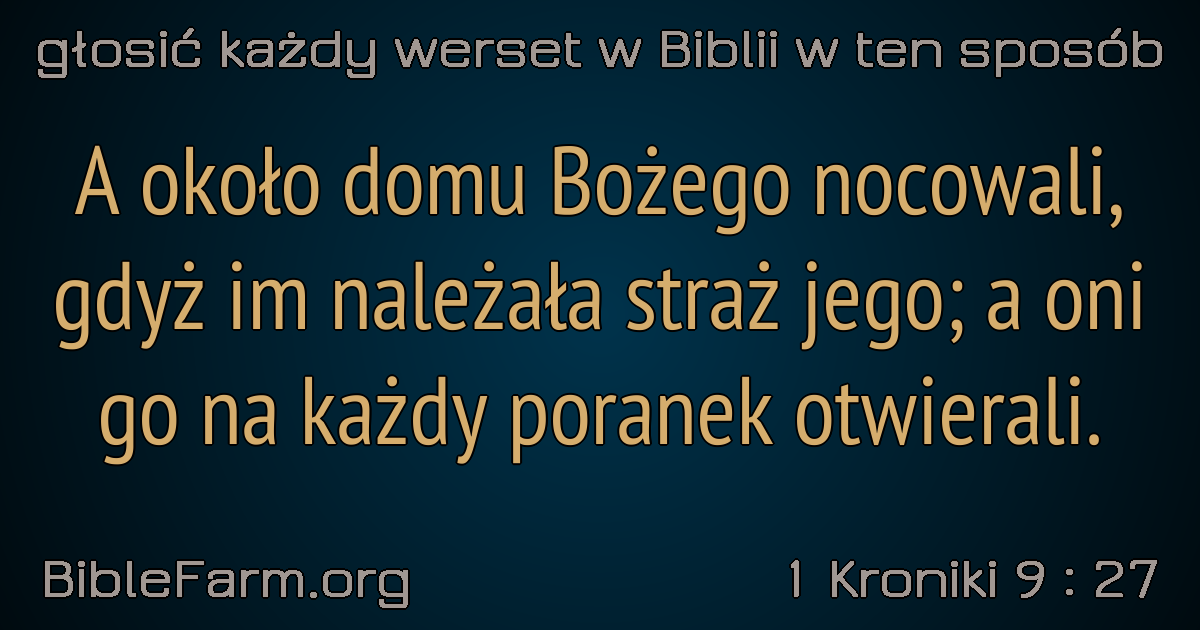 głosić każdy werset w Biblii w ten sposób
A około domu Bożego nocowali,
gdyż im należała straż jego; a oni
go na każdy poranek otwierali.
BibleFarm.org
1 Kroniki 9 : 27